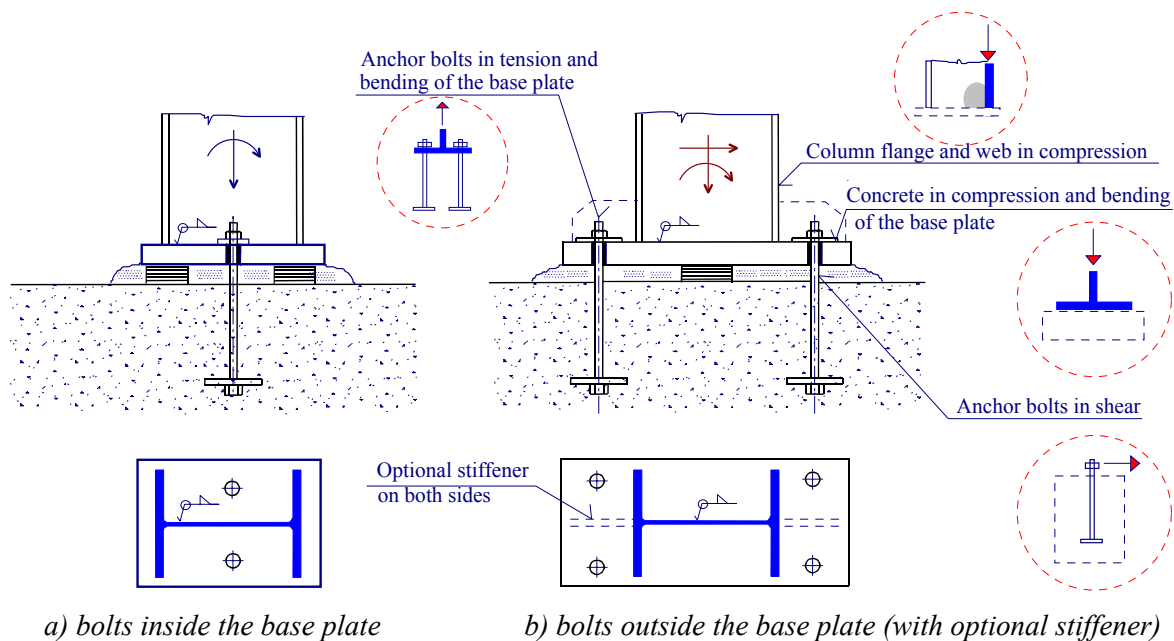 Anchor bolts in tension and
bending of the base plate
Column flange and web in compression
Concrete in compression and bending
of the base plate
Anchor bolts in shear
Optional stiffener
on both sides
a) bolts inside the base plate
b) bolts outside the base plate (with optional stiffener)